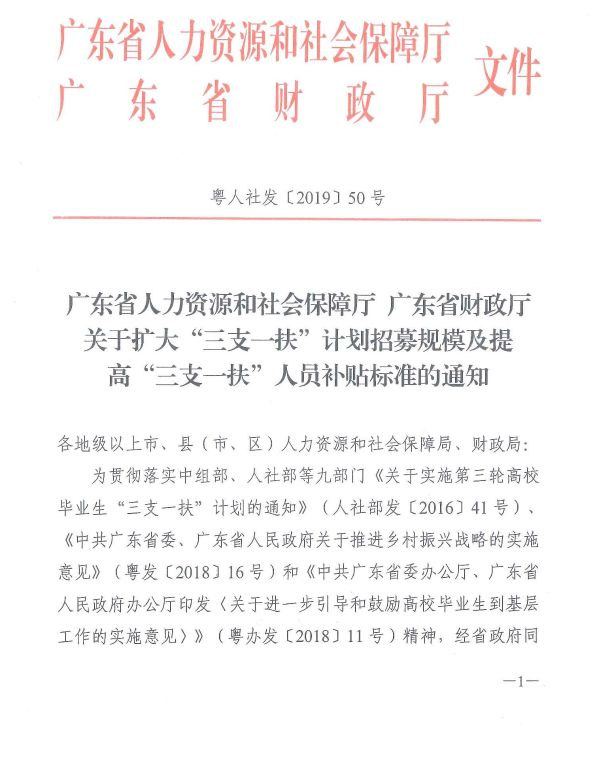 广东省人力资源和社会保障厅
广东省财政厅
文件
粤人社发〔2019〕50号
广东省人力资源和社会保障厅 广东省财政厅
关于扩大“三支一扶”计划招募规模及提
高“三支一扶”人员补贴标准的通知
各地级以上市、县（市、区）人力资源和社会保障局、财政局：
为贯彻落实中组部、人社部等九部门《关于实施第三轮高校
毕业生“三支一扶”计划的通知》（人社部发〔2016〕41号）、
《中共广东省委、广东省人民政府关于推进乡村振兴战略的实施
意见》（粤发〔2018〕16号）和《中共广东省委办公厅、广东省
人民政府办公厅印发〈关于进一步引导和鼓励高校毕业生到基层
工作的实施意见〉》（粤办发〔2018〕11号）精神，经省政府同
—1—